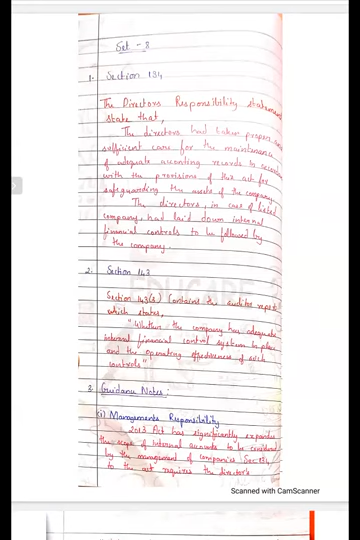 Set - 8
1. Section 134
The Directors Responsibility statement
state that,
The directors had taken proper and
sufficient care for the maintenance
of adequate according records in accordance
with the provisions of this act for
safeguarding the assets of the company.
The directors, in case of listed
company, had laid down internal
financial controls to be followed by
the company.
2. Section 143
Section 143(3) contains the auditor report
which states,
"Whether the company has adequate
internal financial control system in place
and the operating effectiveness of such
controls"
2. Guidance Notes:
(i) Managements Responsibility
2013 Act has significantly expanded
the scope of internal accounts to be considered
by the management of companies. Sec 134
to the act requires the directors
Scanned with CamScanner